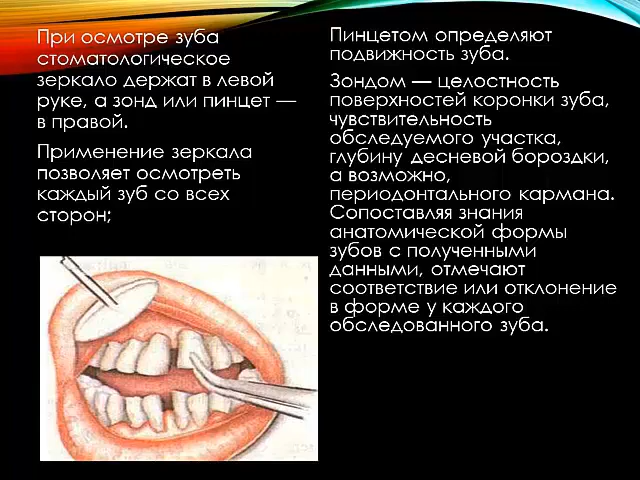 При осмотре зуба
стоматологическое
зеркало держат в левой
руке, а зонд или пинцет —
в правой.
Применение зеркала
позволяет осмотреть
каждый зуб со всех
сторон;
Пинцетом определяют
подвижность зуба.
Зондом — целостность
поверхностей коронки зуба,
чувствительность
обследуемого участка,
глубину десневой бороздки,
а возможно,
периодонтального кармана.
Сопоставляя знания
анатомической формы
зубов с полученными
данными, отмечают
соответствие или отклонение
в форме у каждого
обследованного зуба.